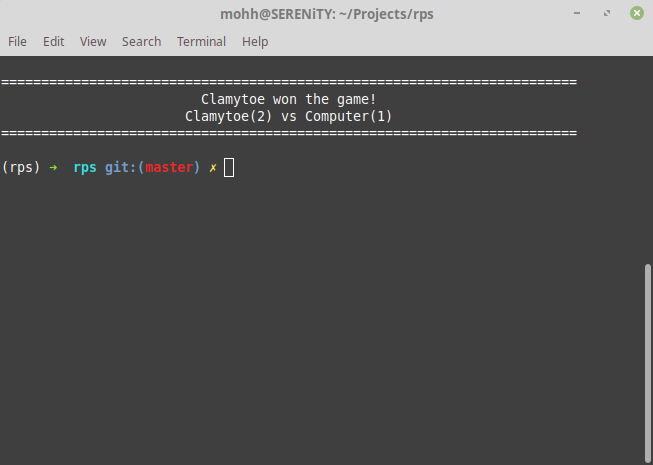 mohh@SERENiTY: ~/Projects/rps
File Edit View Search Terminal Help
========================================================================
Clamytoe won the game!
Clamytoe(2) vs Computer(1)
========================================================================
(rps) ➜ rps git:(master) ✗